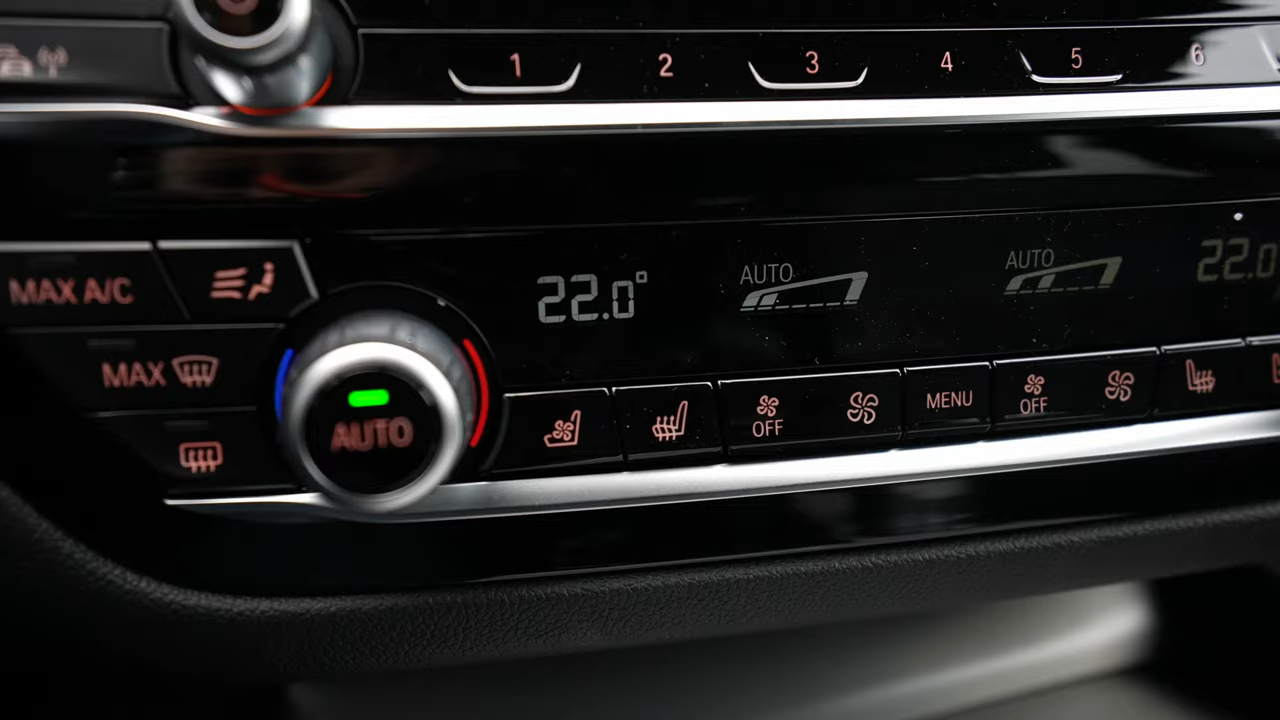 1 2 3 4 5 6
22.0° AUTO AUTO 22.0
MAX A/C
MAX
AUTO
OFF MENU OFF